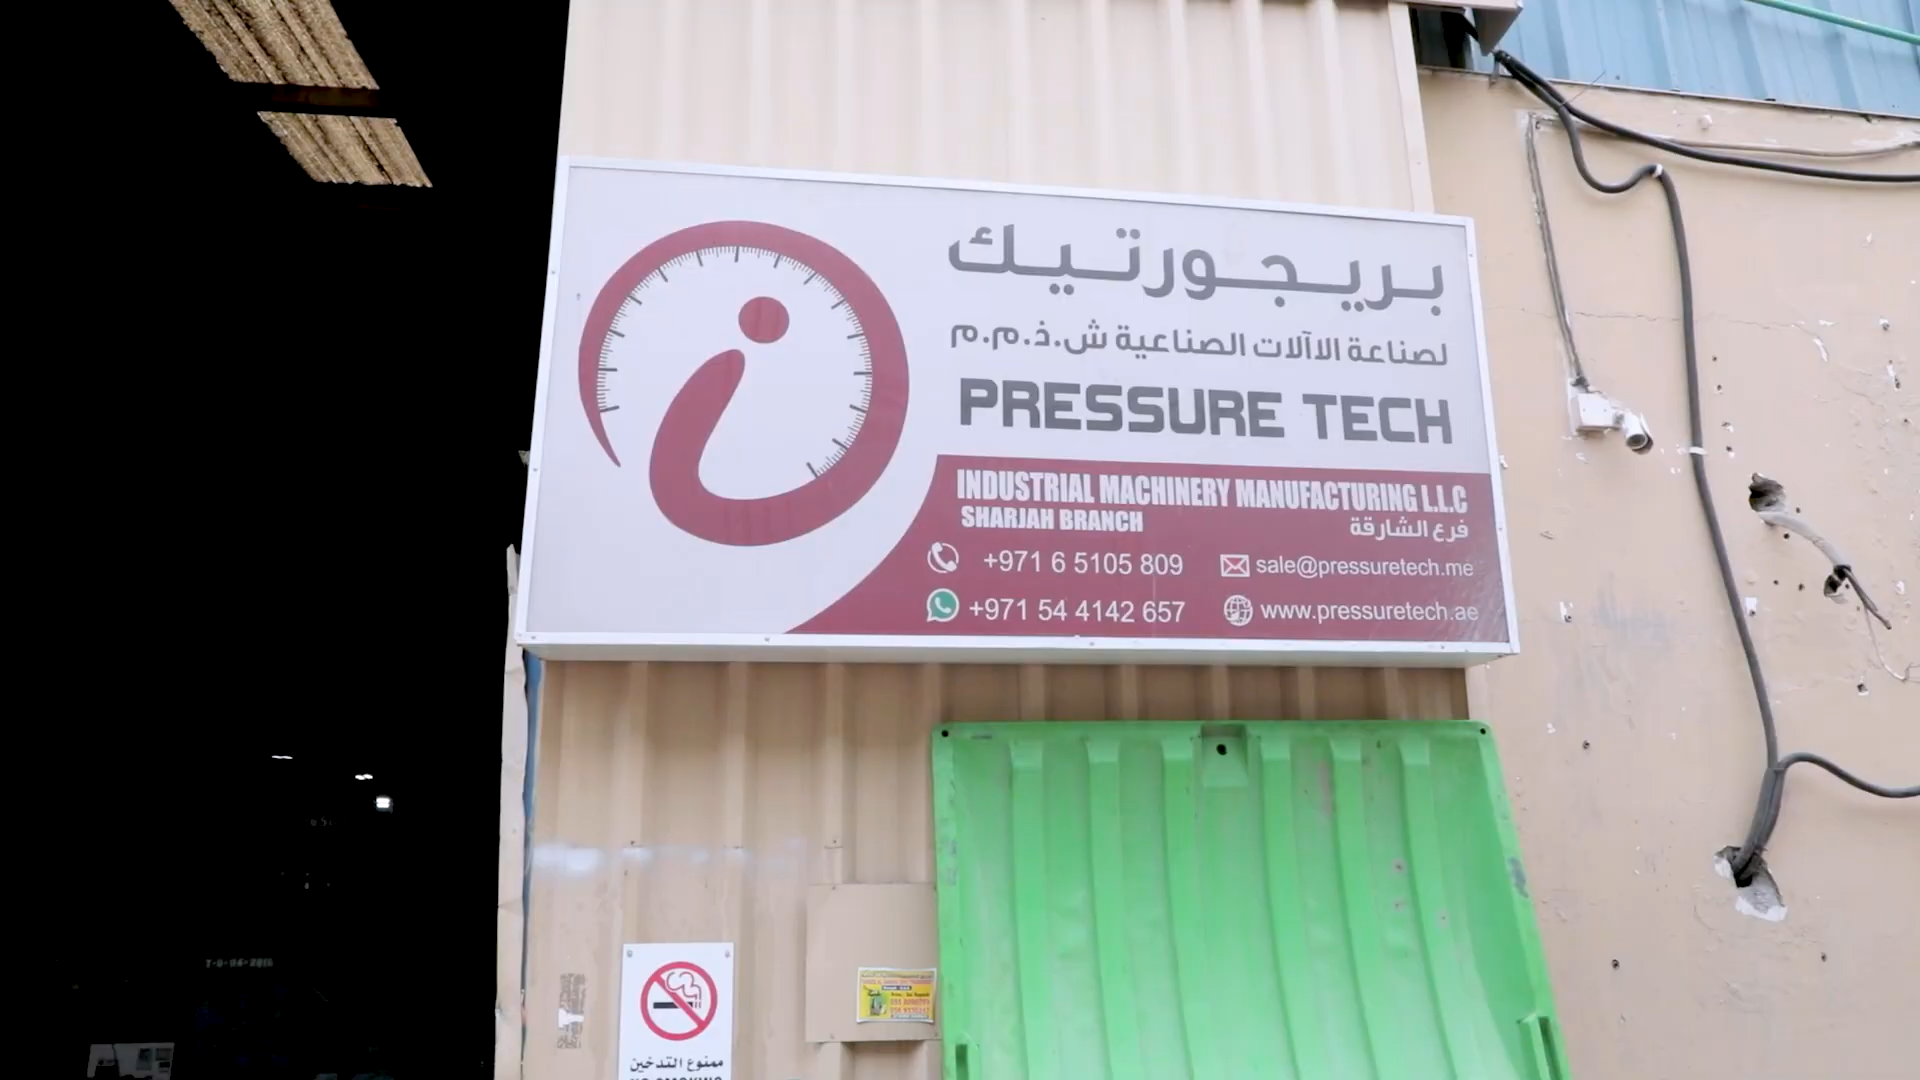 بريجورتيك
لصناعة الاآلات الصناعية ش.ذ.م.م
PRESSURE TECH
INDUSTRIAL MACHINERY MANUFACTURING L.L.C
SHARJAH BRANCH
فرع الشارقة
+971 6 5105 809
sale@pressuretech.me
+971 54 4142 657
www.pressuretech.ae
ممنوع التدخين